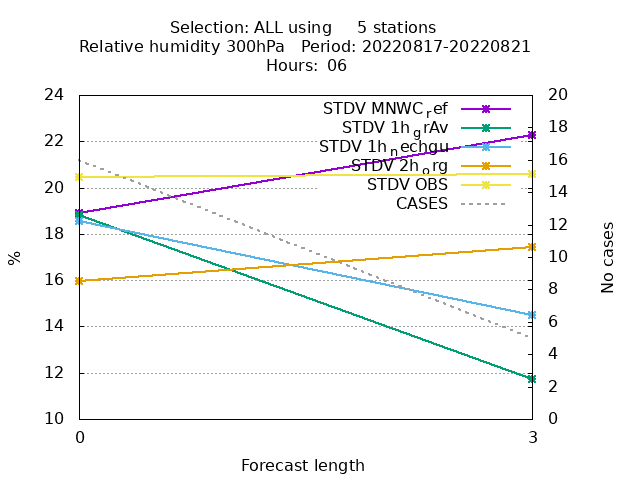 Selection: ALL using 5 stations
Relative humidity 300hPa Period: 20220817-20220821
Hours: 06
24
22
20
18
16
14
12
10
%
20
18
16
14
12
10
8
6
4
2
0
No cases
STDV MNWC_ref
STDV 1h_grAv
STDV 1h_nechgu
STDV 2h_org
STDV OBS
CASES
0
3
Forecast length